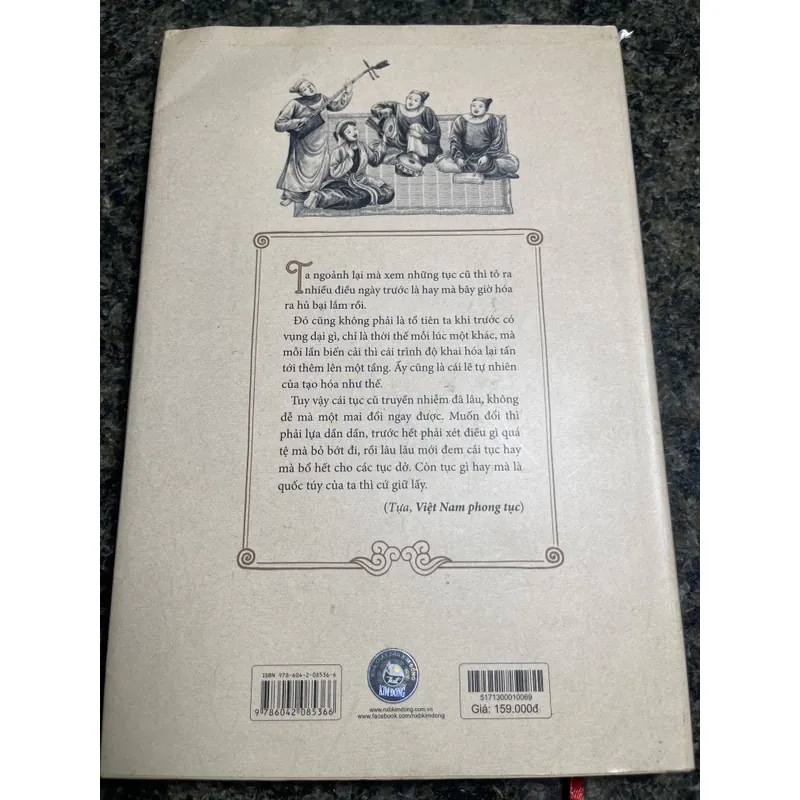 Ta ngoảnh lại mà xem những tục cũ thì tỏ ra
nhiều điều ngày trước là hay mà bây giờ hóa
ra hủ bại lắm rồi.
Đó cũng không phải là tổ tiên ta khi trước có
vụng dại gì, chỉ là thời thế mỗi lúc một khác, mà
mỗi lần biến cải thì cái trình độ khai hóa lại tấn
tới thêm lên một tầng. Ấy cũng là cái lẽ tự nhiên
của tạo hóa như thế.
Tuy vậy cái tục cũ truyền nhiễm đã lâu, không
dễ mà một mai đổi ngay được. Muốn đổi thì
phải lựa dần dần, trước hết phải xét điều gì quá
tệ mà bỏ bớt đi, rồi lâu lâu mới đem cái tục hay
mà bổ hết cho các tục dở. Còn tục gì hay mà là
quốc túy của ta thì cứ giữ lấy.
(Tựa, Việt Nam phong tục)
ISBN 978-604-2-08536-6
9 786042 085366
KIM ĐỒNG
www.nxbkimdong.com.vn
www.facebook.com/nxbkimdong
5171300010069
Giá: 159.000đ